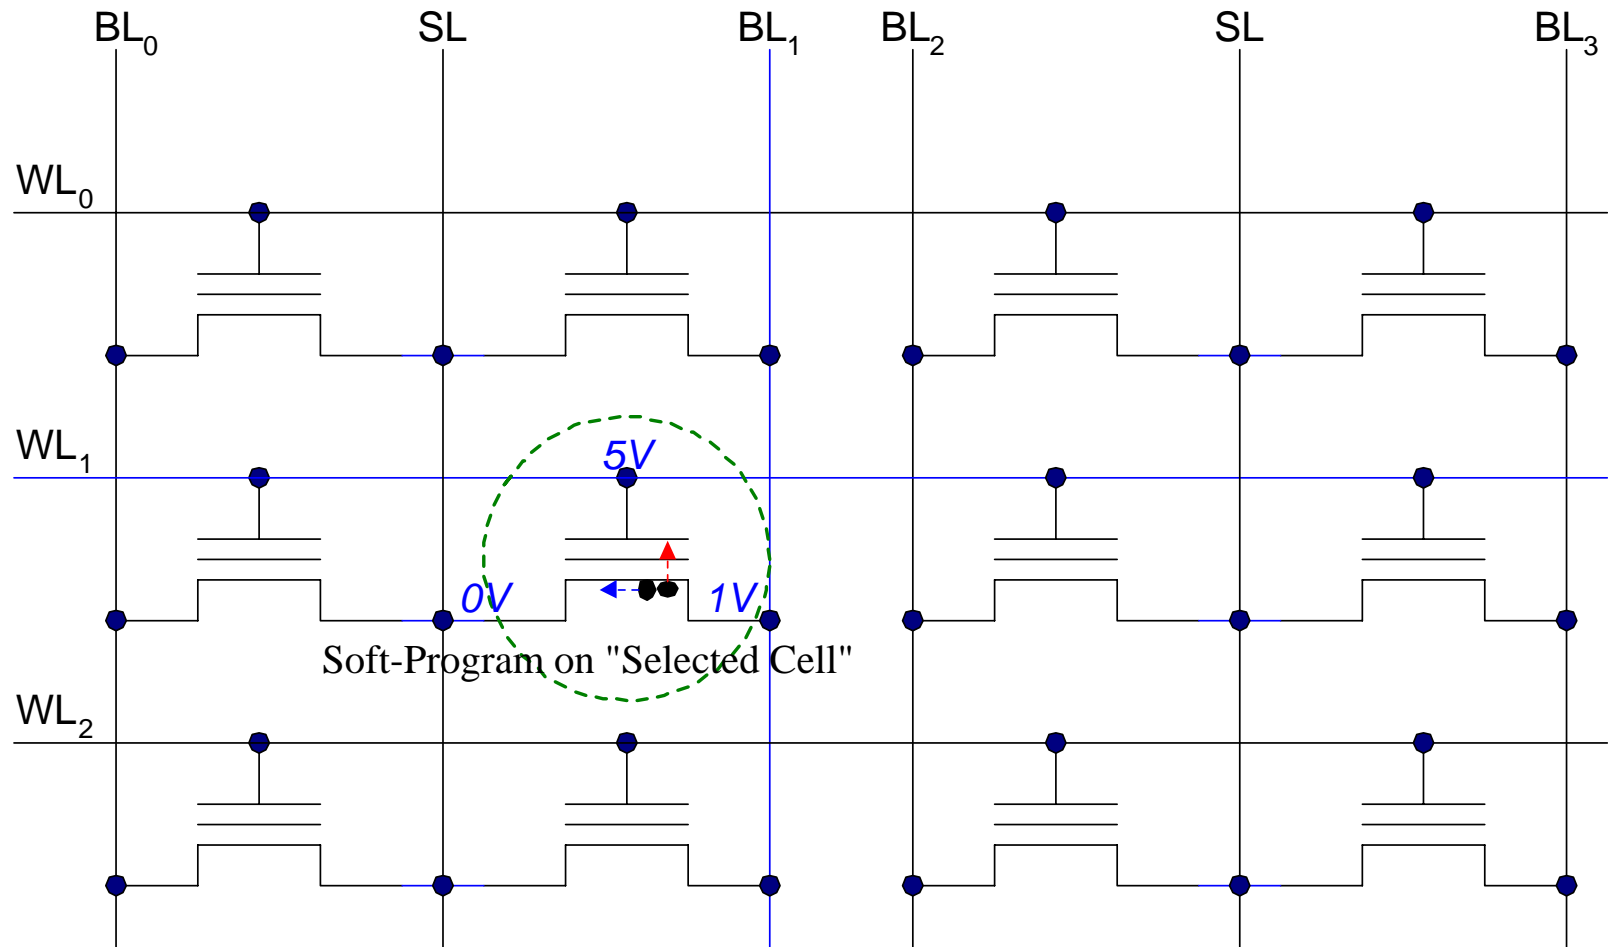 BL₀ SL BL₁ BL₂ SL BL₃
WL₀
WL₁ 5V
0V 1V
Soft-Program on "Selected Cell"
WL₂